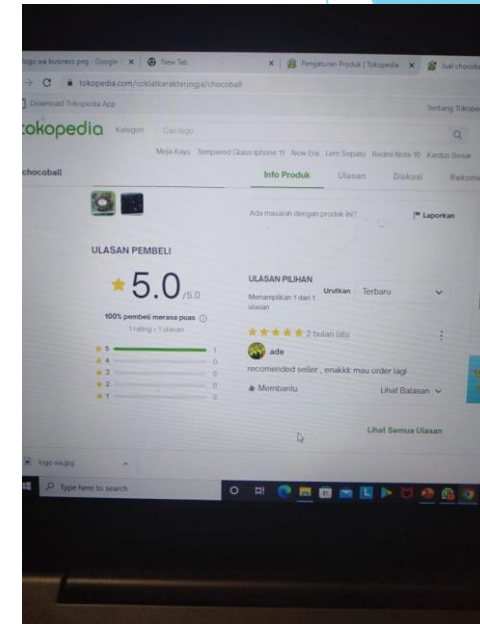 logo wa business png - Google
New Tab
Pengaturan Produk | Tokopedia
Jual chocoba
tokopedia.com/coklatkarakterjogja/chocoball
Download Tokopedia App
Tentang Tokope
tokopedia
Kategori
Cari lagu
Meja Kayu Tempered Glass Iphone 11 New Era Lem Sepatu Redmi Note 10 Kardus Besar
chocoball
Info Produk
Ulasan
Diskusi
Rekome
Ada masalah dengan produk ini?
Laporkan
ULASAN PEMBELI
5.0/5.0
100% pembeli merasa puas
1 rating • 1 ulasan
5 1
4 0
3 0
2 0
1 0
ULASAN PILIHAN
Menampilkan 1 dari 1
ulasan
Urutkan
Terbaru
2 bulan lalu
ade
recomended seller , enakkk mau order lagi
Membantu
Lihat Balasan
Lihat Semua Ulasan
logo wa.jpg
Type here to search